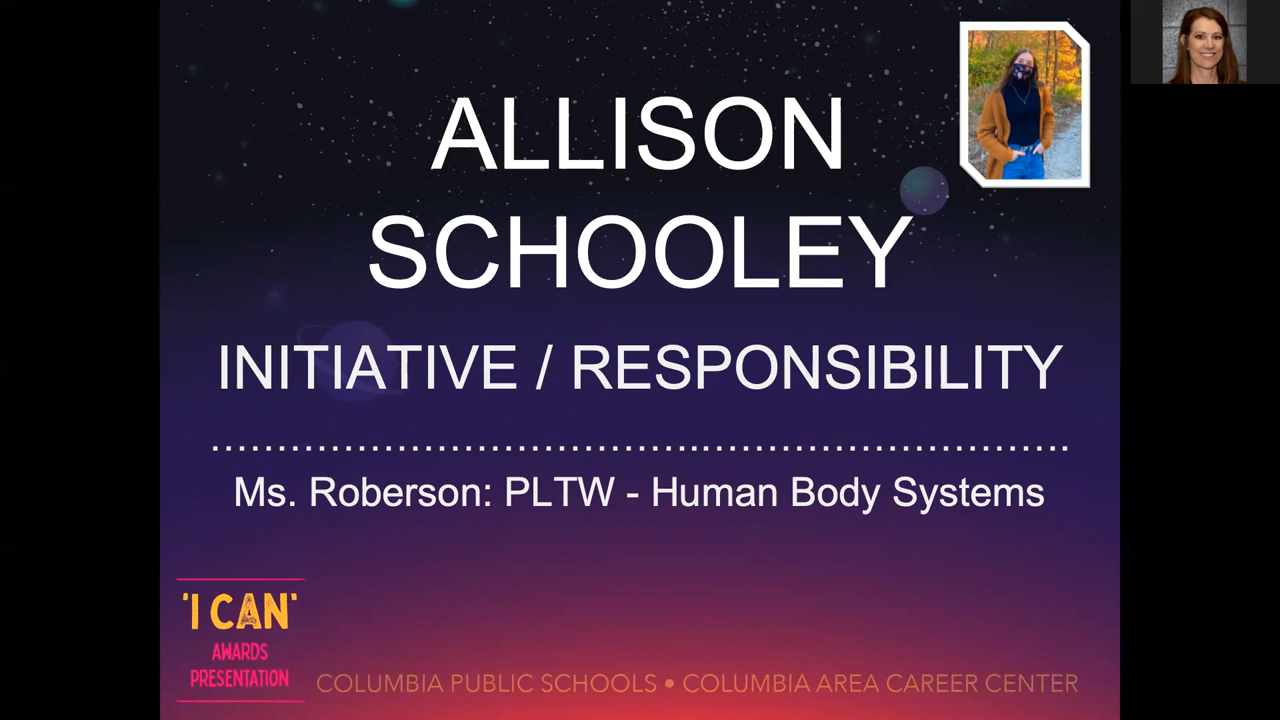 ALLISON
SCHOOLEY
INITIATIVE / RESPONSIBILITY
Ms. Roberson: PLTW - Human Body Systems
'I CAN'
AWARDS
PRESENTATION
COLUMBIA PUBLIC SCHOOLS • COLUMBIA AREA CAREER CENTER